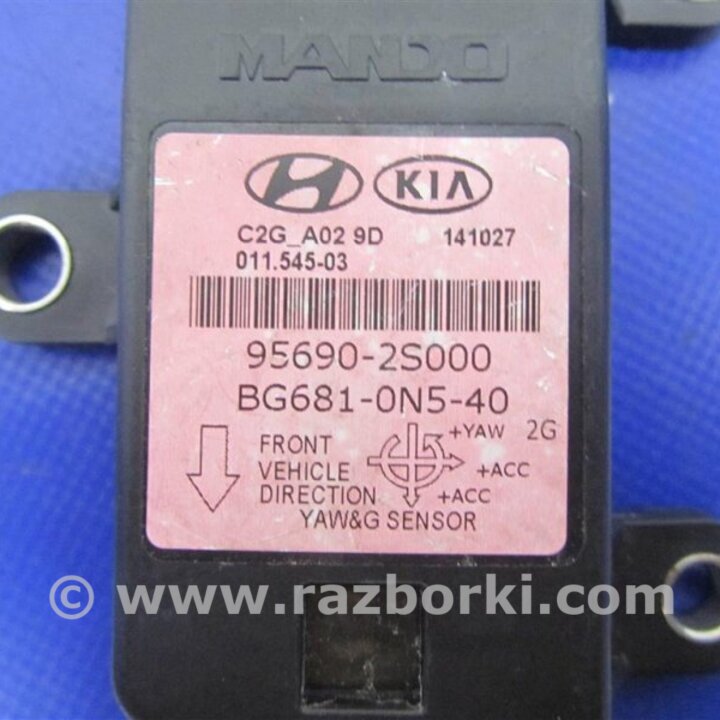 MANDO
KIA
C2G_A02 9D 141027
011.545-03
95690-2S000
BG681-0N5-40
+YAW 2G
FRONT
VEHICLE +ACC
DIRECTION +ACC
YAW&G SENSOR
© www.razborki.com